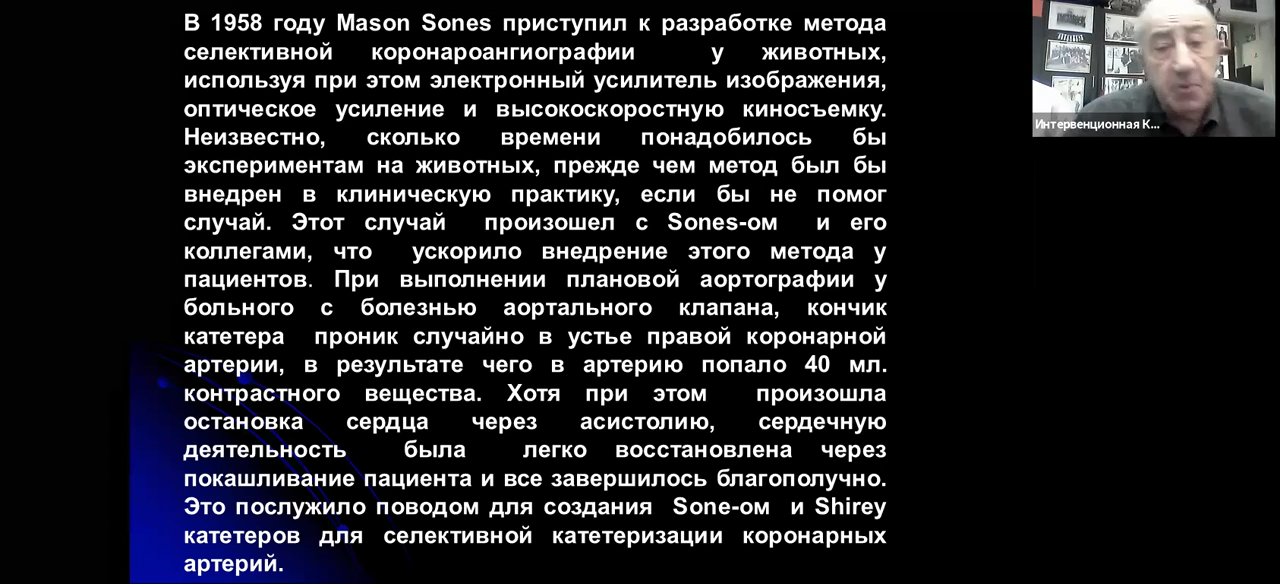 В 1958 году Mason Sones приступил к разработке метода
селективной коронароангиографии у животных,
используя при этом электронный усилитель изображения,
оптическое усиление и высокоскоростную киносъемку.
Неизвестно, сколько времени понадобилось бы
экспериментам на животных, прежде чем метод был бы
внедрен в клиническую практику, если бы не помог
случай. Этот случай произошел с Sones-ом и его
коллегами, что ускорило внедрение этого метода у
пациентов. При выполнении плановой аортографии у
больного с болезнью аортального клапана, кончик
катетера проник случайно в устье правой коронарной
артерии, в результате чего в артерию попало 40 мл.
контрастного вещества. Хотя при этом произошла
остановка сердца через асистолию, сердечную
деятельность была легко восстановлена через
покашливание пациента и все завершилось благополучно.
Это послужило поводом для создания Sone-ом и Shirey
катетеров для селективной катетеризации коронарных
артерий.
Интервенционная К...